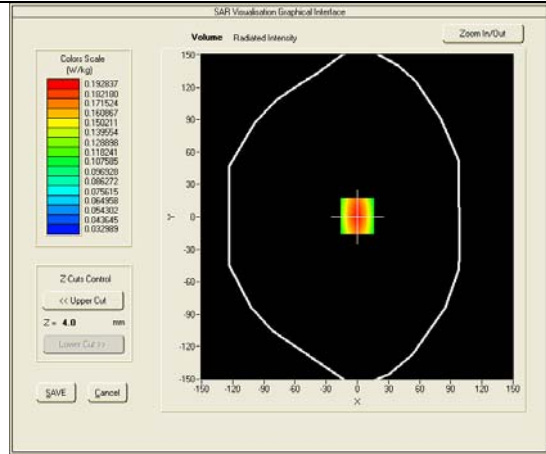 SAR Visualisation Graphical Interface
Volume Radiated Intensity
Zoom In/Out
Colors Scale
(W/kg)
0.192837
0.182180
0.171524
0.160867
0.150211
0.139554
0.128898
0.118241
0.107585
0.096928
0.086272
0.075615
0.064958
0.054302
0.043645
0.032989
Z-Cuts Control
<< Upper Cut
Z = 4.0 mm
Lower Cut >>
SAVE Cancel
150
120
90
60
30
0
-30
-60
-90
-120
-150
Y
-150 -120 -90 -60 -30 0 30 60 90 120 150
X